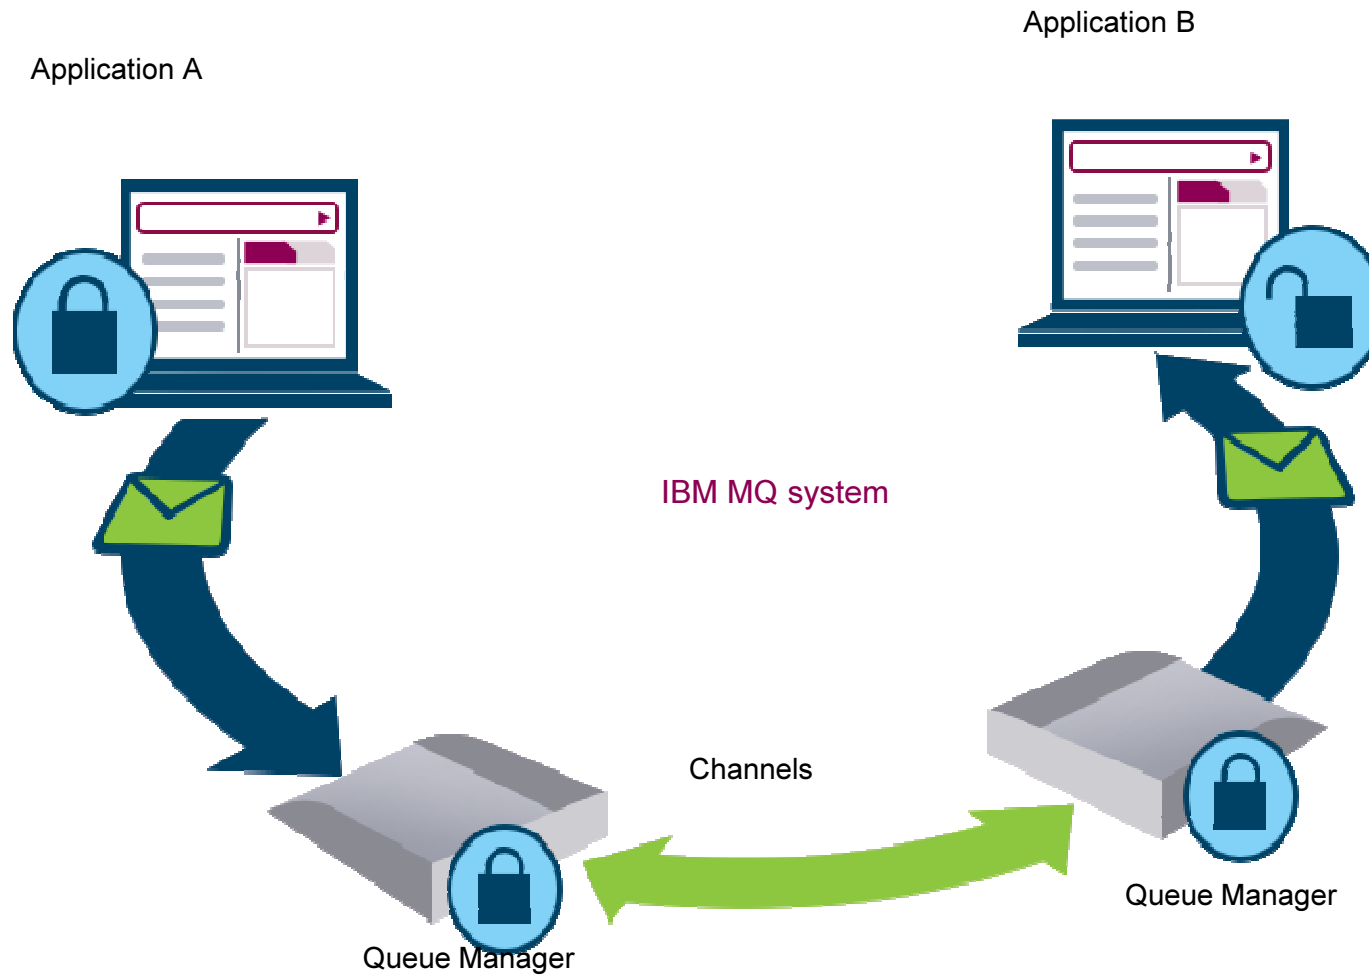 Application B
Application A
IBM MQ system
Channels
Queue Manager
Queue Manager